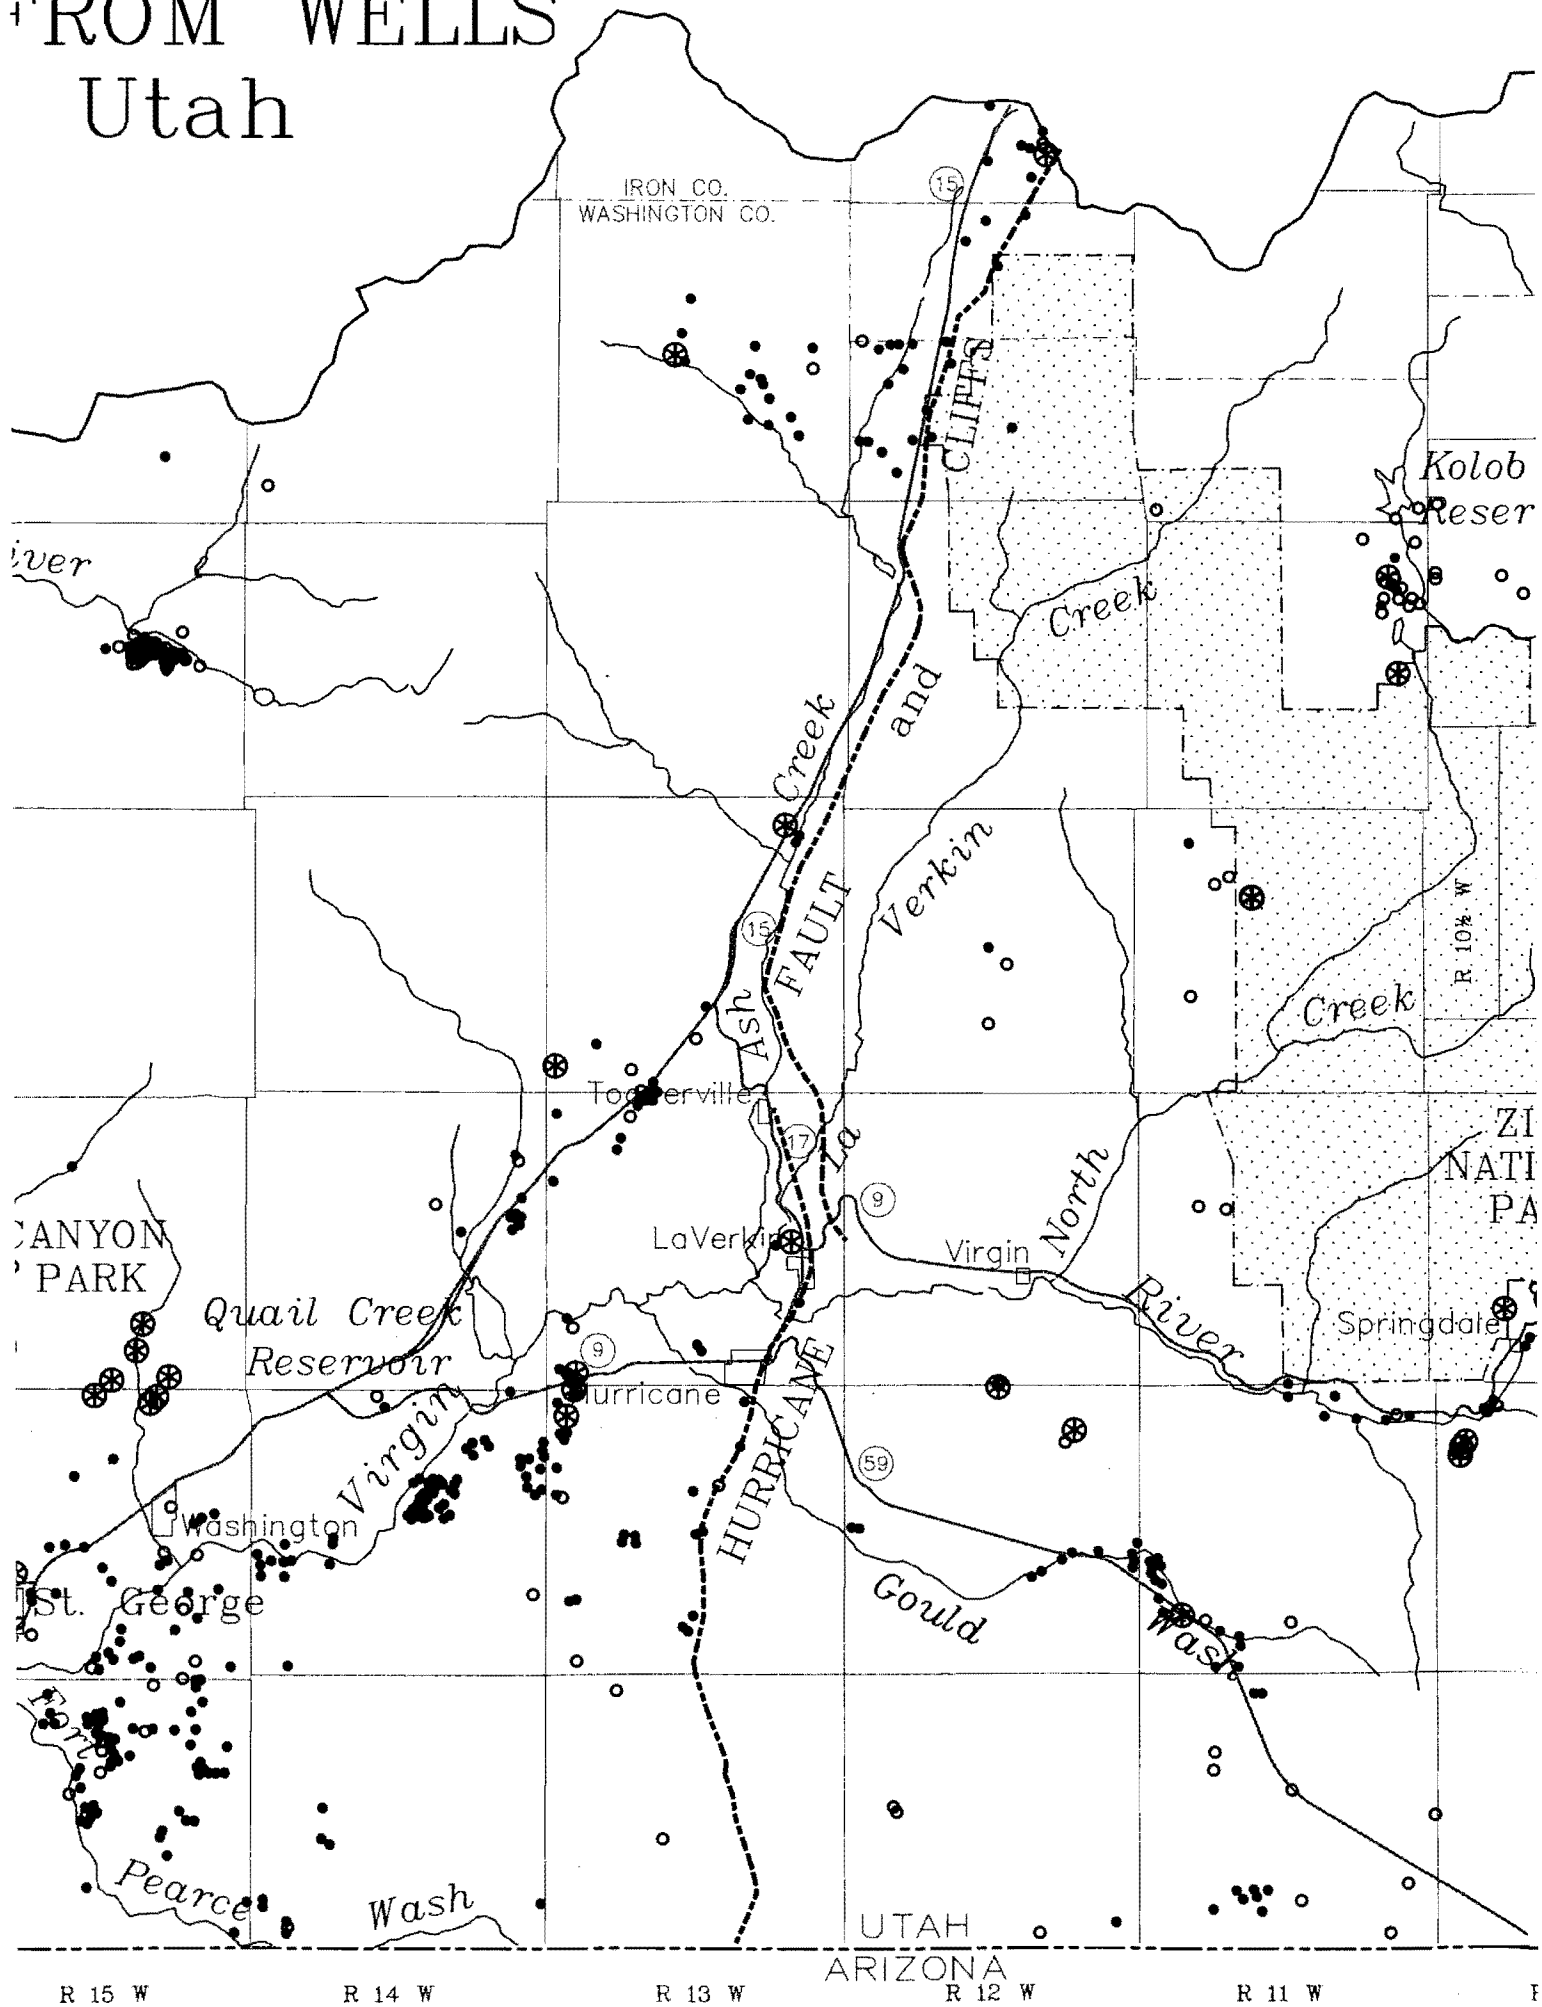 FROM WELLS
Utah
IRON CO.
WASHINGTON CO.
15
CLIFFS
Kolob
Reser
iver
Creek
and
Creek
Verkin
FAULT
15
Ash
R 10½ W
Creek
Toquerville
17
La
9
North
ZI
NATI
PA
CANYON
PARK
LaVerkin
Virgin
Quail Creek
Reservoir
River
Springdale
9
Hurricane
HURRICANE
Virgin
59
Washington
St. George
Gould
Wash
Fort
Pearce
Wash
UTAH
ARIZONA
R 15 W R 14 W R 13 W R 12 W R 11 W